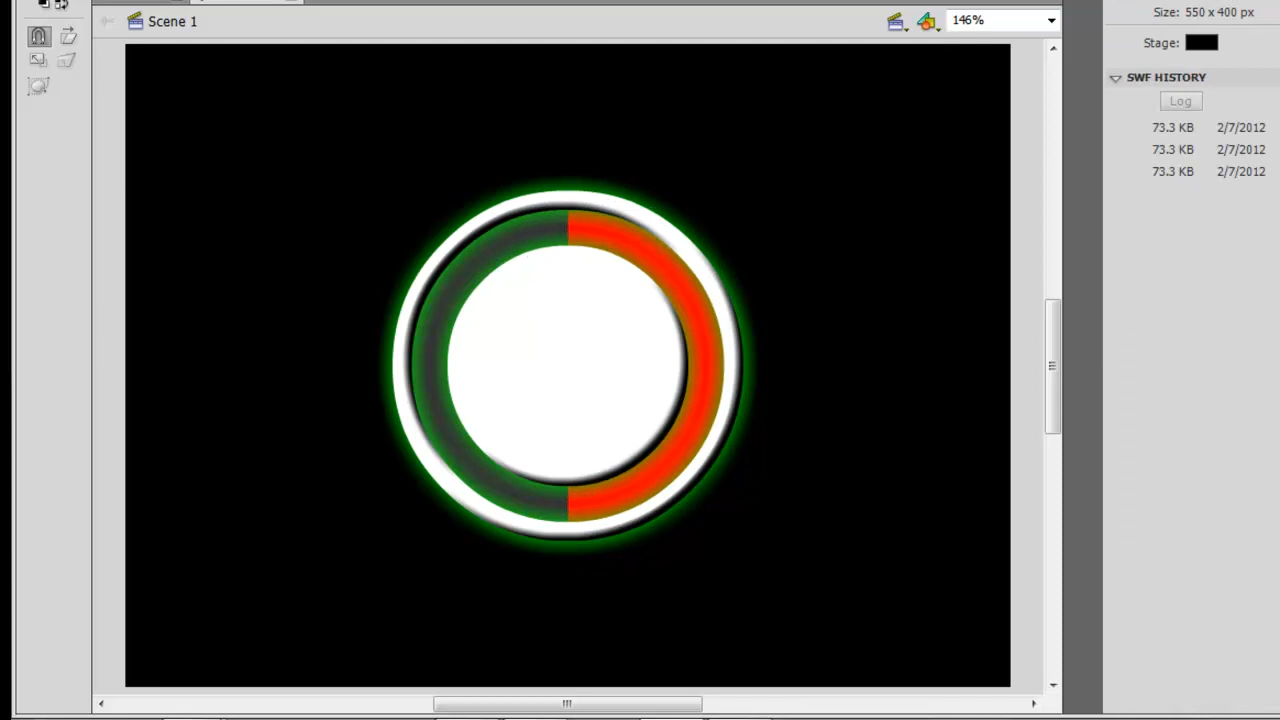 Scene 1
146%
Size: 550 x 400 px
Stage:
SWF HISTORY
Log
73.3 KB 2/7/2012
73.3 KB 2/7/2012
73.3 KB 2/7/2012